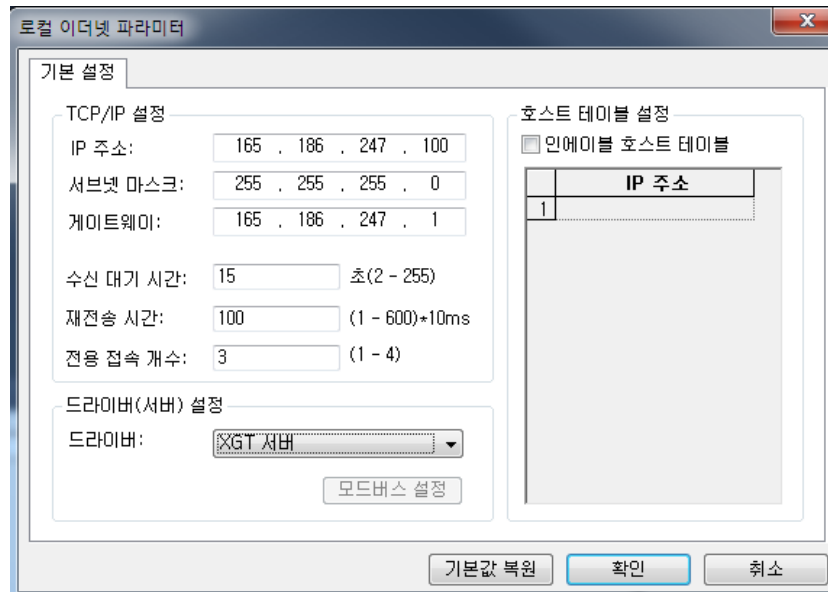 로컬 이더넷 파라미터
기본 설정
TCP/IP 설정
IP 주소: 165 . 186 . 247 . 100
서브넷 마스크: 255 . 255 . 255 . 0
게이트웨이: 165 . 186 . 247 . 1
수신 대기 시간: 15 초(2 - 255)
재전송 시간: 100 (1 - 600)*10ms
전용 접속 개수: 3 (1 - 4)
드라이버(서버) 설정
드라이버: XGT 서버
모드버스 설정
호스트 테이블 설정
인에이블 호스트 테이블
IP 주소
1
기본값 복원 확인 취소